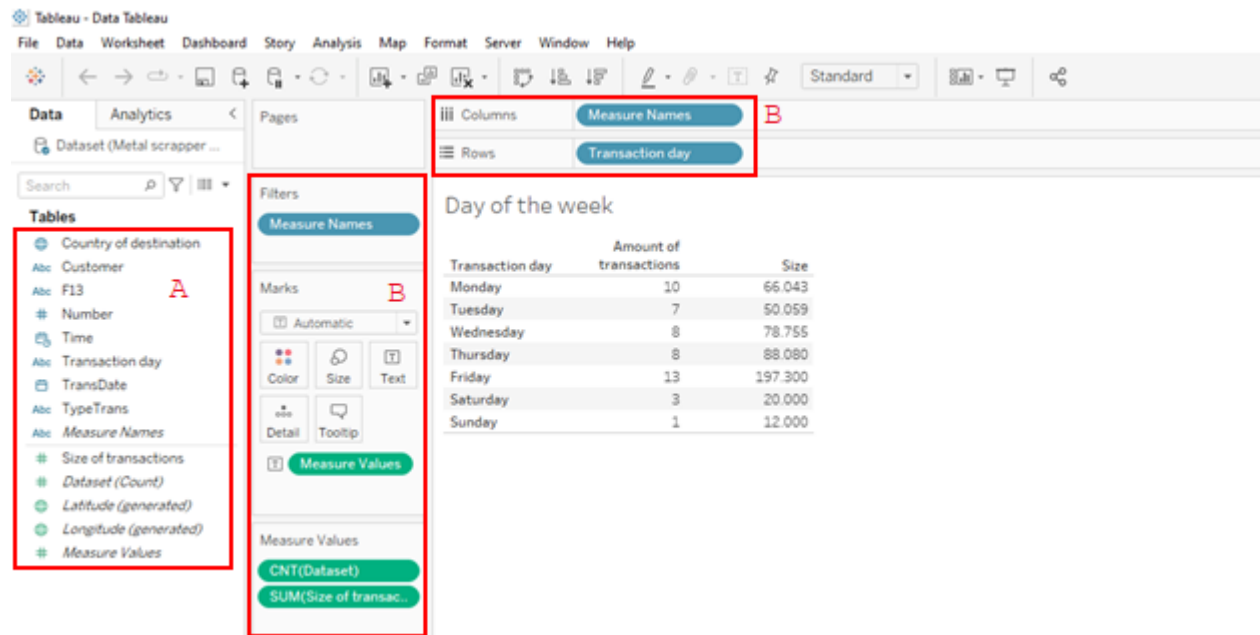 Tableau - Data Tableau
File Data Worksheet Dashboard Story Analysis Map Format Server Window Help
Standard
Data Analytics
Dataset (Metal scrapper ...
Search
Tables
Country of destination
Abc Customer
Abc F13
# Number
Time
Abc Transaction day
TransDate
Abc TypeTrans
Abc Measure Names
# Size of transactions
# Dataset (Count)
Latitude (generated)
Longitude (generated)
# Measure Values
A
Pages
Filters
Measure Names
Marks
B
T Automatic
Color Size T Text
Detail Tooltip
T Measure Values
Measure Values
CNT(Dataset)
SUM(Size of transac..
Columns Measure Names B
Rows Transaction day
Day of the week
Transaction day Amount of transactions Size
Monday 10 66.043
Tuesday 7 50.059
Wednesday 8 78.755
Thursday 8 88.080
Friday 13 197.300
Saturday 3 20.000
Sunday 1 12.000